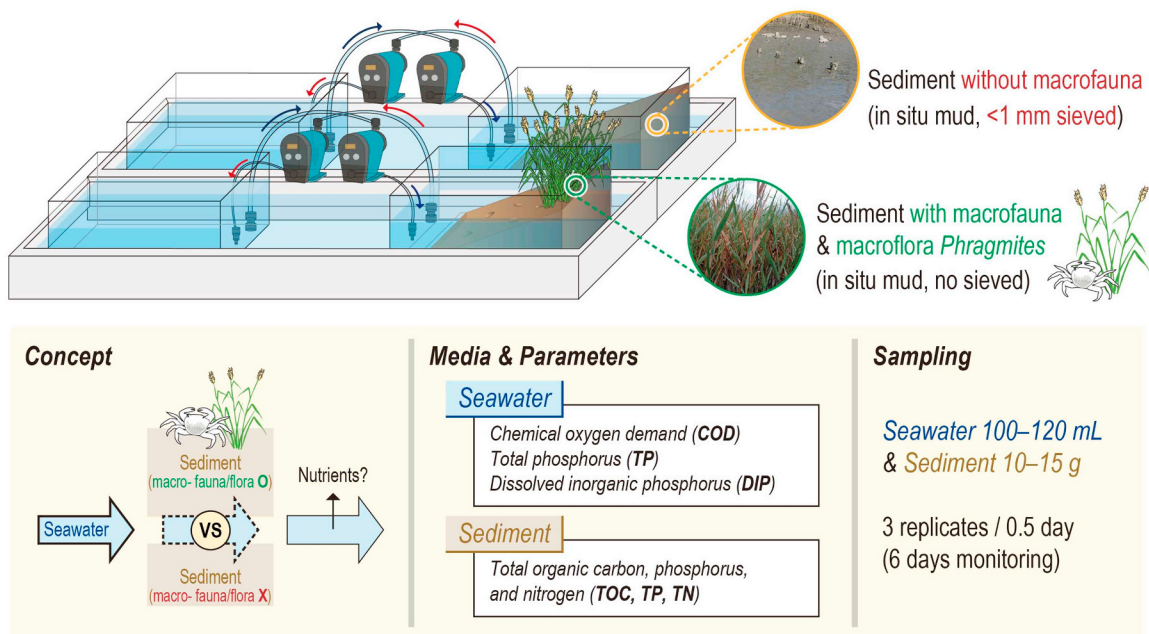 Sediment without macrofauna
(in situ mud, <1 mm sieved)
Sediment with macrofauna
& macroflora Phragmites
(in situ mud, no sieved)
Concept
Sediment
(macro- fauna/flora O)
Seawater
VS
Nutrients?
Sediment
(macro- fauna/flora X)
Media & Parameters
Seawater
Chemical oxygen demand (COD)
Total phosphorus (TP)
Dissolved inorganic phosphorus (DIP)
Sediment
Total organic carbon, phosphorus,
and nitrogen (TOC, TP, TN)
Sampling
Seawater 100–120 mL
& Sediment 10–15 g
3 replicates / 0.5 day
(6 days monitoring)